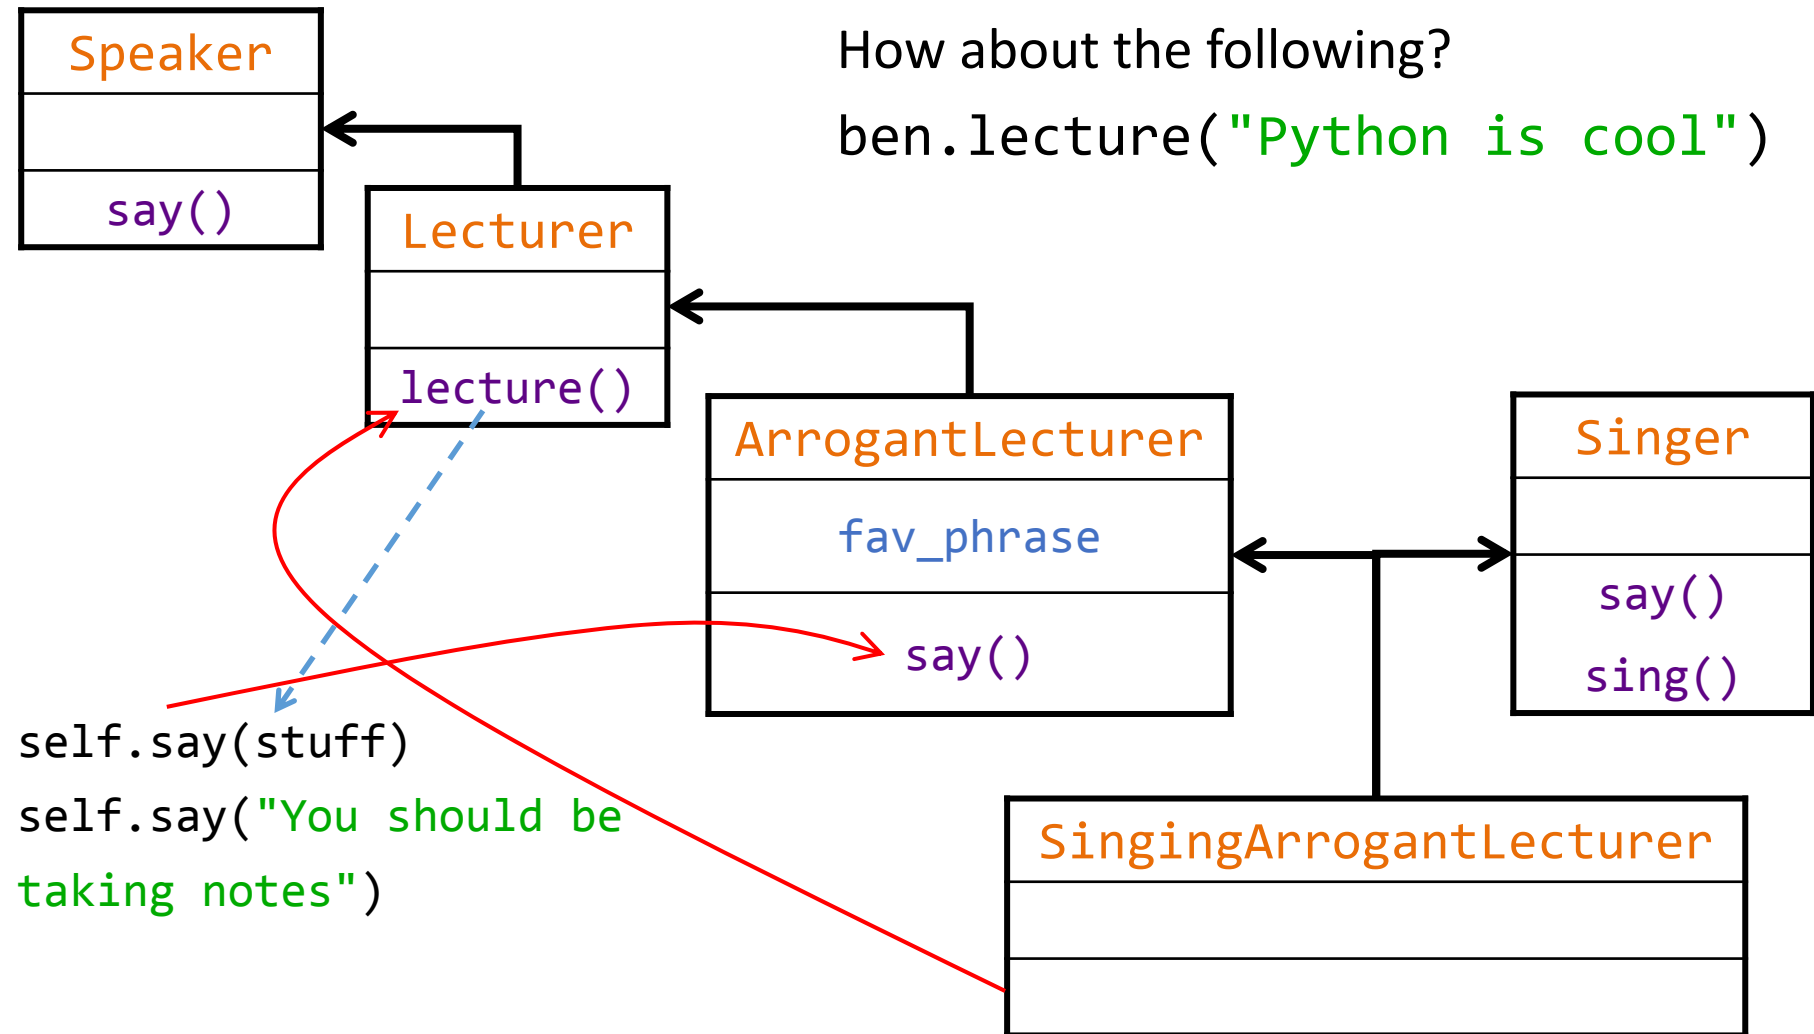 Speaker
say()
How about the following?
ben.lecture("Python is cool")
Lecturer
lecture()
ArrogantLecturer
fav_phrase
say()
Singer
say()
sing()
self.say(stuff)
self.say("You should be
taking notes")
SingingArrogantLecturer